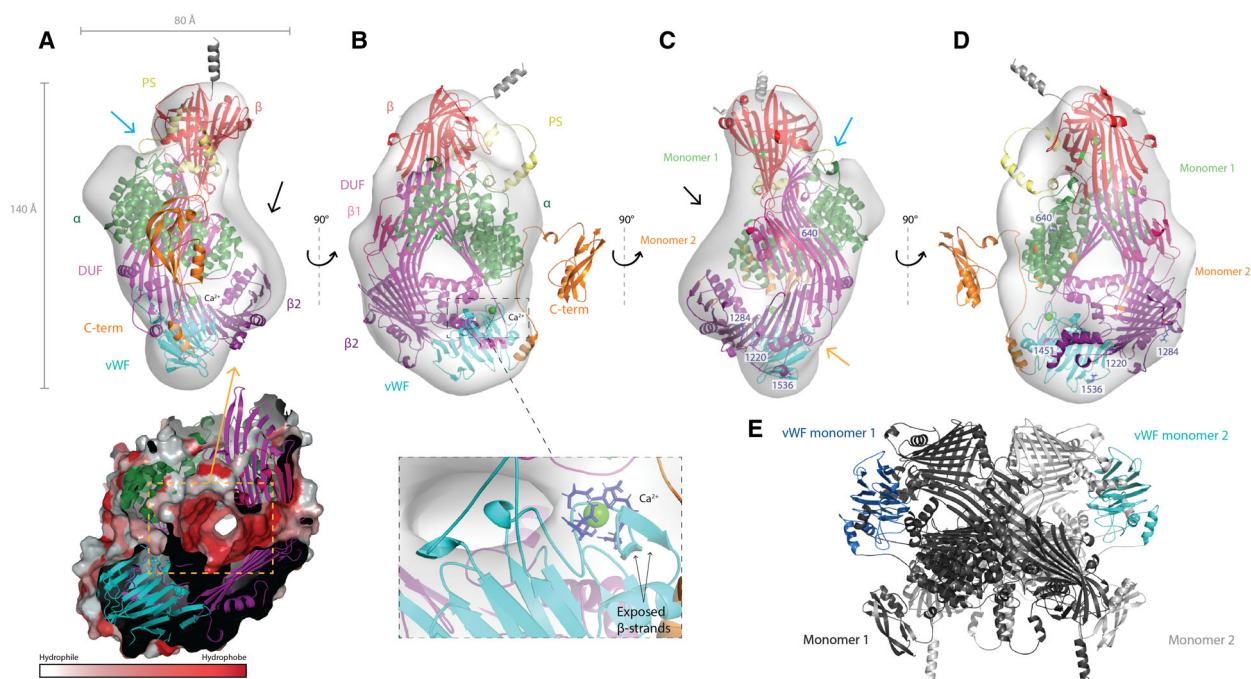 80 Å
A
B
C
D
PS
β
β
PS
140 Å
α
DUF
C-term
vWF
Ca²⁺
β2
90°
DUF
β1
α
β2
vWF
Ca²⁺
C-term
90°
Monomer 1
Monomer 2
640
1284
1220
1536
90°
Monomer 1
Monomer 2
640
1451
1220
1284
1536
Hydrophile
Hydrophobe
Ca²⁺
Exposed
β-strands
E
vWF monomer 1
vWF monomer 2
Monomer 1
Monomer 2